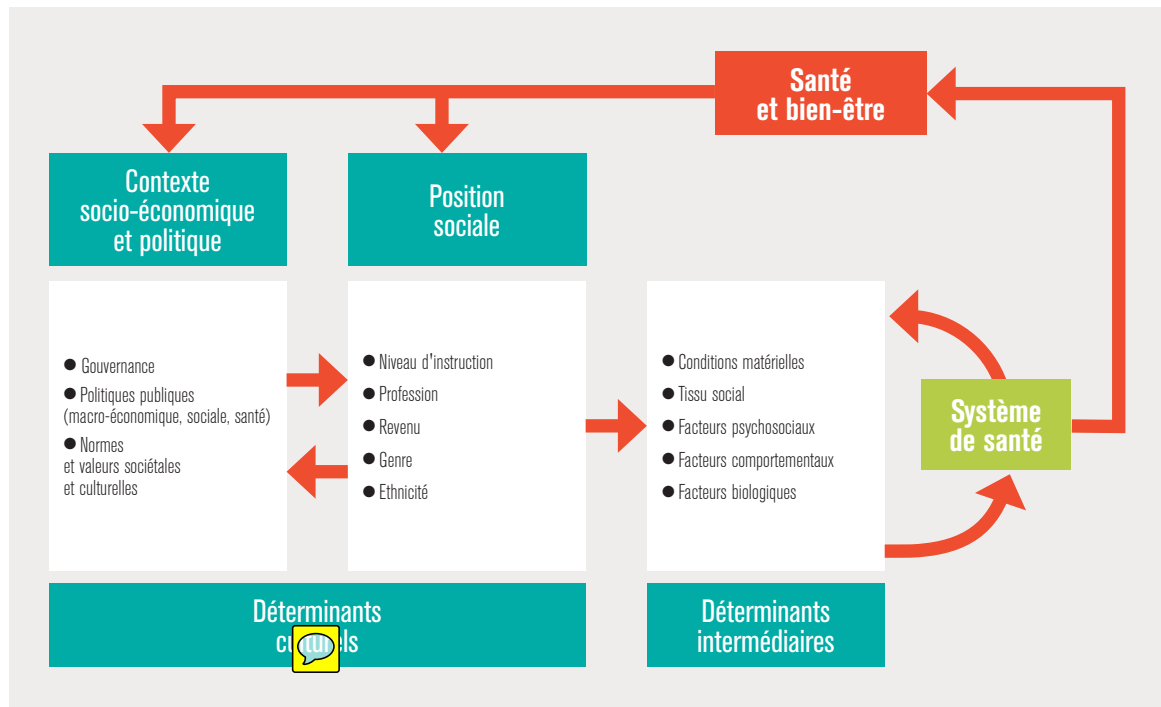 Santé
et bien-être
Contexte
socio-économique
et politique
Position
sociale
● Gouvernance
● Politiques publiques
(macro-économique, sociale, santé)
● Normes
et valeurs sociétales
et culturelles
● Niveau d'instruction
● Profession
● Revenu
● Genre
● Ethnicité
● Conditions matérielles
● Tissu social
● Facteurs psychosociaux
● Facteurs comportementaux
● Facteurs biologiques
Système
de santé
Déterminants
culturels
Déterminants
intermédiaires